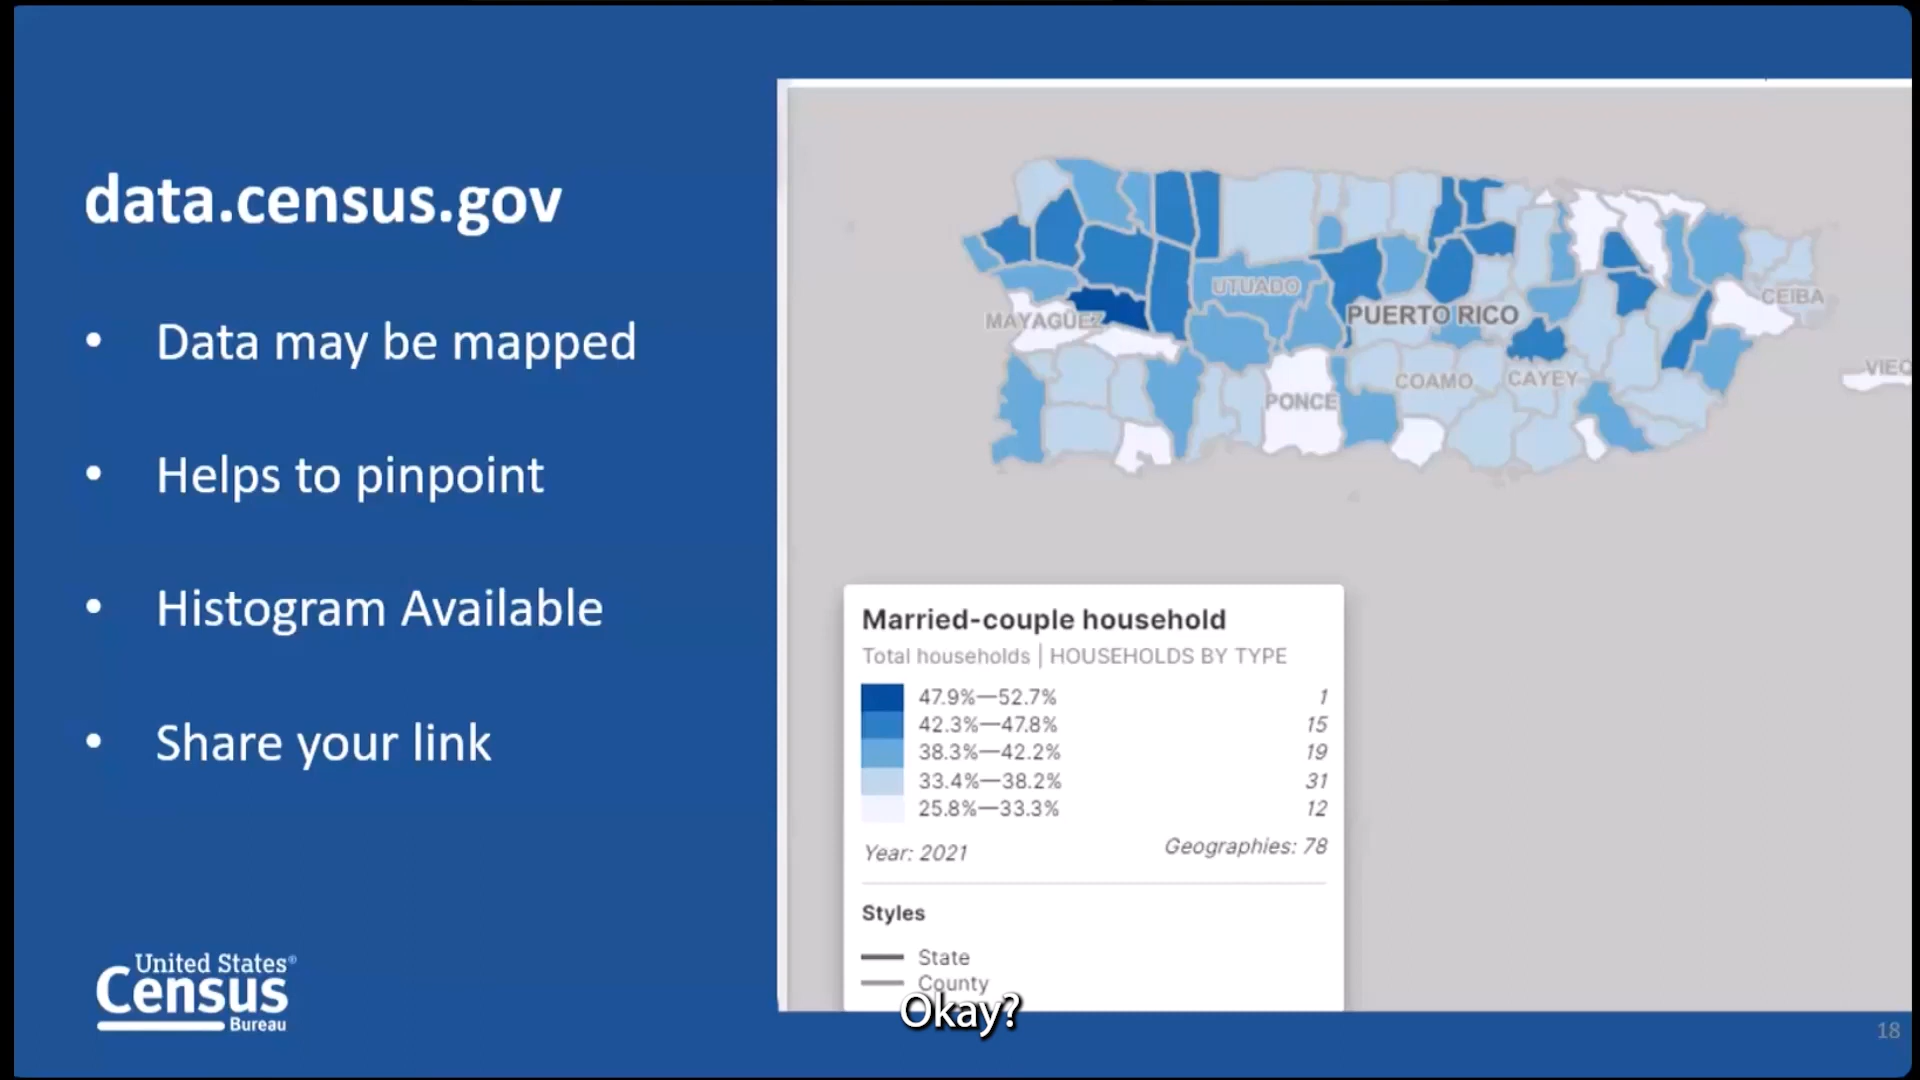 data.census.gov
• Data may be mapped
• Helps to pinpoint
• Histogram Available
• Share your link
United States®
Census
Bureau
UTUADO
MAYAGÜEZ
PUERTO RICO
CEIBA
VIEQ
COAMO
CAYEY
PONCE
Married-couple household
Total households | HOUSEHOLDS BY TYPE
47.9%—52.7% 1
42.3%—47.8% 15
38.3%—42.2% 19
33.4%—38.2% 31
25.8%—33.3% 12
Year: 2021 Geographies: 78
Styles
State
County
Okay?
18